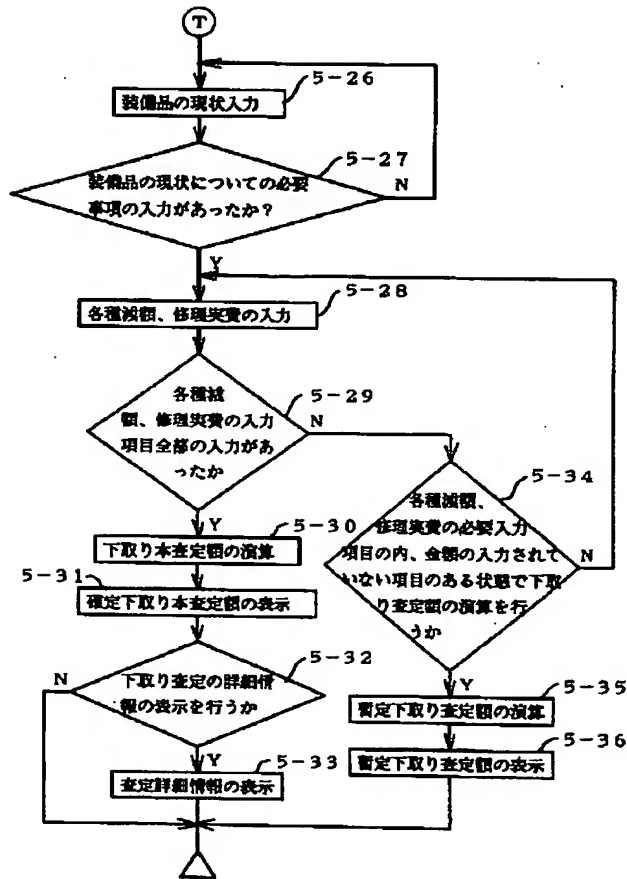 T
5-26
装備品の現状入力
5-27
装備品の現状についての必要
事項の入力があったか?
N
Y
5-28
各種減額、修理実費の入力
各種減
額、修理実費の入力
項目全部の入力があ
ったか
5-29
N
5-34
各種減額、
修理実費の必要入力
項目の内、金額の入力されて
いない項目のある状態で下取
り査定額の演算を行
うか
N
Y
5-30
下取り本査定額の演算
5-31
確定下取り本査定額の表示
5-32
N
下取り査定の詳細情
報の表示を行うか
Y
5-33
査定詳細情報の表示
Y
5-35
暫定下取り査定額の演算
5-36
暫定下取り査定額の表示